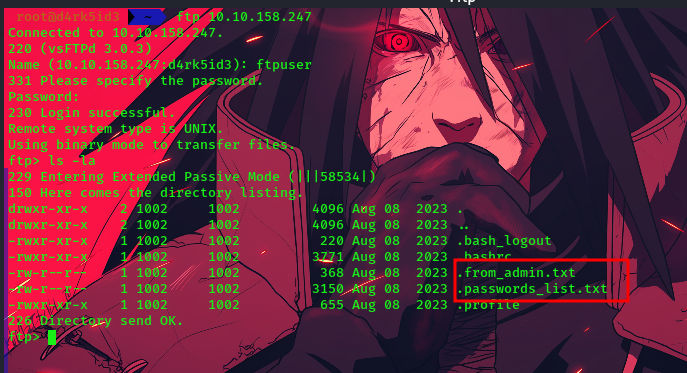 root@d4rk5id3 ~ ftp 10.10.158.247
Connected to 10.10.158.247.
220 (vsFTPd 3.0.3)
Name (10.10.158.247:d4rk5id3): ftpuser
331 Please specify the password.
Password:
230 Login successful.
Remote system type is UNIX.
Using binary mode to transfer files.
ftp> ls -la
229 Entering Extended Passive Mode (|||58534|)
150 Here comes the directory listing.
drwxr-xr-x    2 1002     1002         4096 Aug 08  2023 .
drwxr-xr-x    2 1002     1002         4096 Aug 08  2023 ..
-rwxr-xr-x    1 1002     1002          220 Aug 08  2023 .bash_logout
-rwxr-xr-x    1 1002     1002         3771 Aug 08  2023 .bashrc
-rw-r--r--    1 1002     1002          368 Aug 08  2023 .from_admin.txt
-rw-r--r--    1 1002     1002         3150 Aug 08  2023 .passwords_list.txt
-rwxr-xr-x    1 1002     1002          655 Aug 08  2023 .profile
226 Directory send OK.
ftp>